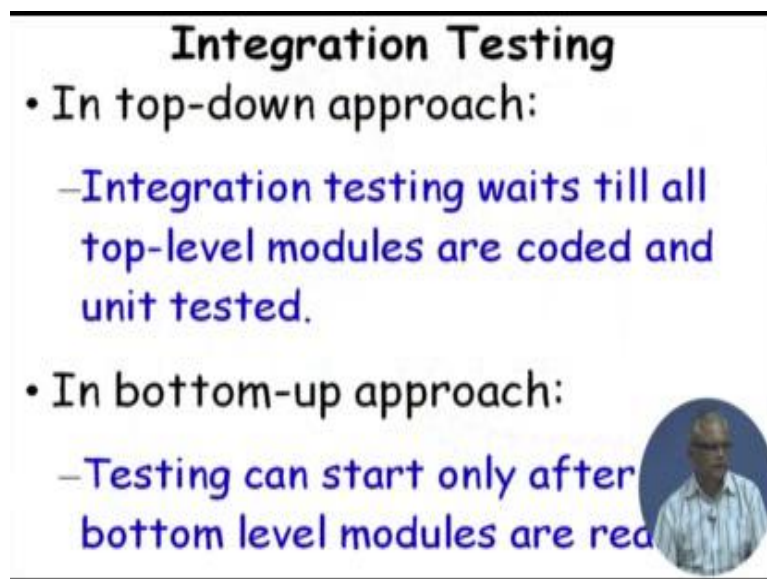 Integration Testing
• In top-down approach:
–Integration testing waits till all
top-level modules are coded and
unit tested.
• In bottom-up approach:
–Testing can start only after
bottom level modules are